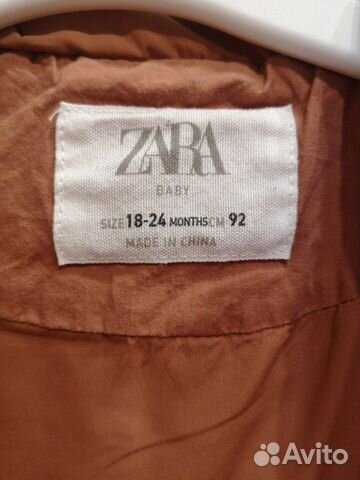 ZARA
BABY
SIZE 18-24 MONTHS CM 92
MADE IN CHINA
Avito